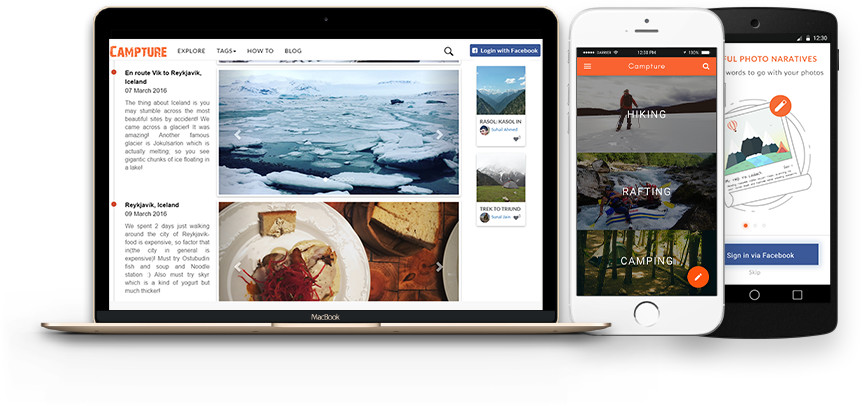 CAMPTURE EXPLORE TAGS HOW TO BLOG Login with Facebook
En route Vik to Reykjavik,
Iceland
07 March 2016
The thing about Iceland is you
may stumble across the most
beautiful sites by accident! We
came across a glacier! It was
amazing! Another famous
glacier is Jokulsarlon which is
actually melting, so you see
gigantic chunks of ice floating in
a lake!
Reykjavik, Iceland
09 March 2016
We spent 2 days just walking
around the city of Reykjavik-
food is expensive, so factor that
in(the city in general is
expensive)! Must try Ostubudin
fish and soup and Noodle
station :) Also must try skyr
which is a kind of yogurt but
much thicker!
RASOL: KASOL IN
Suhail Ahmed
TREK TO TRIUND
MacBook
12:30 PM 100%
Campture
HIKING
RAFTING
CAMPING
12:30
FUL PHOTO NARATIVES
words to go with your photos
Sign in via Facebook
Skip